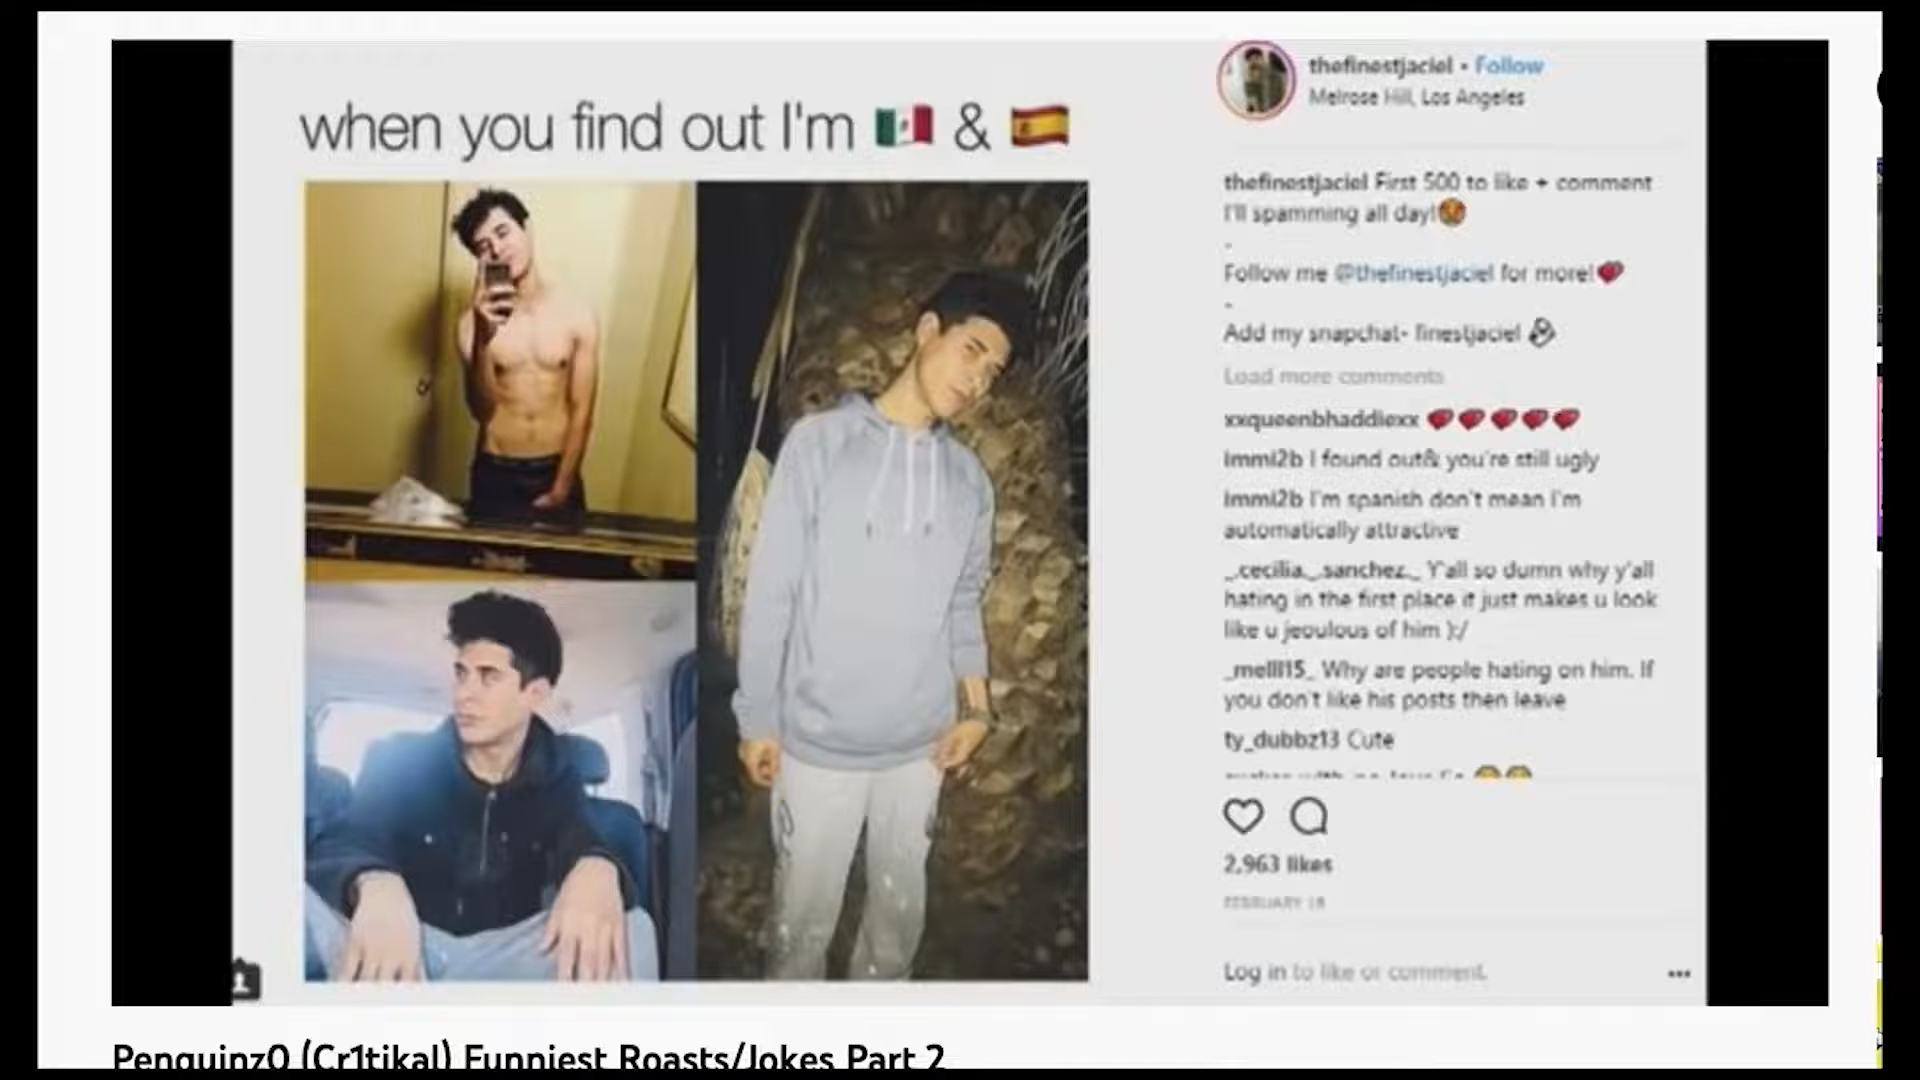 when you find out I'm & 
thefinestjaciel • Follow
Melrose Hill, Los Angeles
thefinestjaciel First 500 to like + comment
I'll spamming all day!
-
Follow me @thefinestjaciel for more!
-
Add my snapchat- finestjaciel
Load more comments
xxqueenbhaddiexx
immi2b I found out& you're still ugly
immi2b I'm spanish don't mean I'm
automatically attractive
_.cecilia._.sanchez._ Y'all so dumn why y'all
hating in the first place it just makes u look
like u jeoulous of him ):/
_melll15_ Why are people hating on him. If
you don't like his posts then leave
ty_dubbz13 Cute
2,963 likes
FEBRUARY 18
Log in to like or comment.
Penguinz0 (Cr1tikal) Funniest Roasts/Jokes Part 2